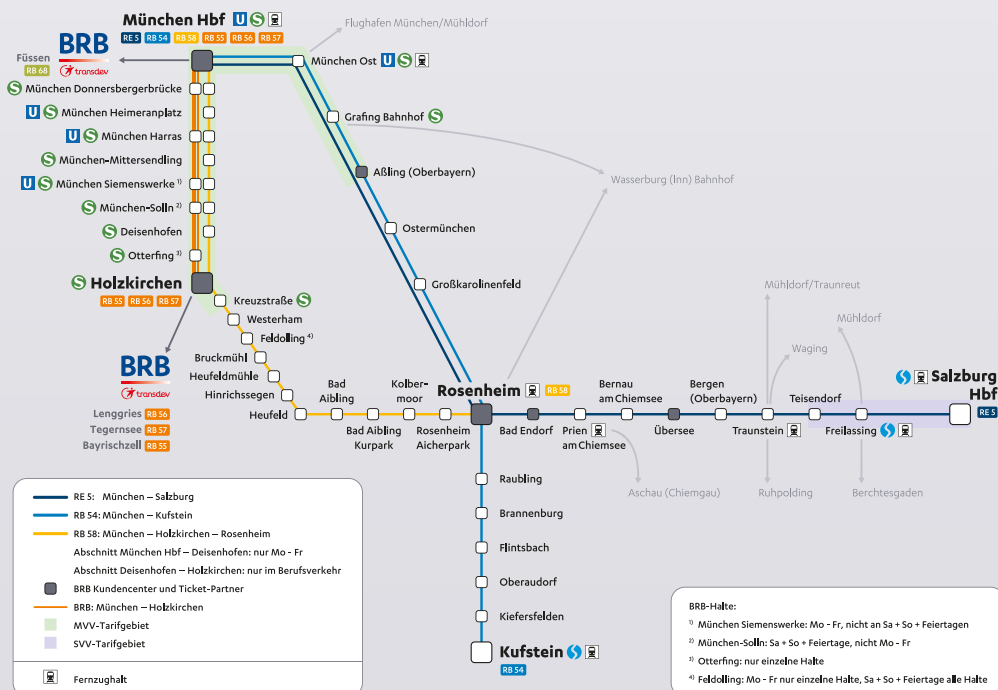 München Hbf U S
RE 5 RB 54 RB 58 RB 55 RB 56 RB 57
Flughafen München/Mühldorf
BRB
transdev
Füssen
RB 68
München Ost U S
S München Donnersbergerbrücke
U S München Heimeranplatz
U S München Harras
S München-Mittersendling
U S München Siemenswerke 1)
S München-Solln 2)
S Deisenhofen
S Otterfing 3)
S Holzkirchen
RB 55 RB 56 RB 57
Grafing Bahnhof S
Aßling (Oberbayern)
Wasserburg (Inn) Bahnhof
Ostermünchen
Großkarolinenfeld
Kreuzstraße S
Westerham
Feldolling 4)
Bruckmühl
Heufeldmühle
Hinrichssegen
Heufeld
BRB
transdev
Lenggries RB 56
Tegernsee RB 57
Bayrischzell RB 55
Bad
Aibling
Bad Aibling
Kurpark
Kolber-
moor
Rosenheim
Aicherpark
Rosenheim RB 58
Bad Endorf
Prien
am Chiemsee
Bernau
am Chiemsee
Übersee
Bergen
(Oberbayern)
Traunstein
Teisendorf
Freilassing
Salzburg
Hbf
RE 5
Mühldorf/Traunreut
Mühldorf
Waging
Aschau (Chiemgau)
Ruhpolding
Berchtesgaden
Raubling
Brannenburg
Flintsbach
Oberaudorf
Kiefersfelden
Kufstein
RB 54
RE 5: München – Salzburg
RB 54: München – Kufstein
RB 58: München – Holzkirchen – Rosenheim
Abschnitt München Hbf – Deisenhofen: nur Mo - Fr
Abschnitt Deisenhofen – Holzkirchen: nur im Berufsverkehr
BRB Kundencenter und Ticket-Partner
BRB: München – Holzkirchen
MVV-Tarifgebiet
SVV-Tarifgebiet
Fernzughalt
BRB-Halte:
1) München Siemenswerke: Mo - Fr, nicht an Sa + So + Feiertagen
2) München-Solln: Sa + So + Feiertage, nicht Mo - Fr
3) Otterfing: nur einzelne Halte
4) Feldolling: Mo - Fr nur einzelne Halte, Sa + So + Feiertage alle Halte